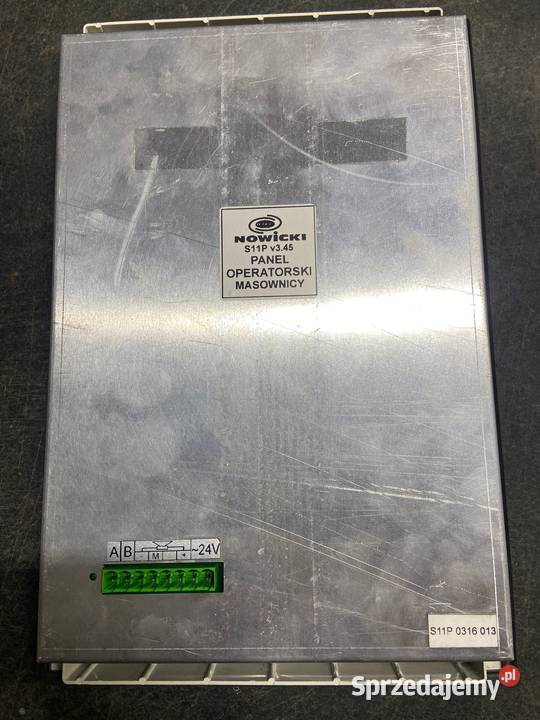 NOWICKI
S11P v3.45
PANEL
OPERATORSKI
MASOWNICY
A B - M + ~24V
S11P 0316 013
Sprzedajemy.pl